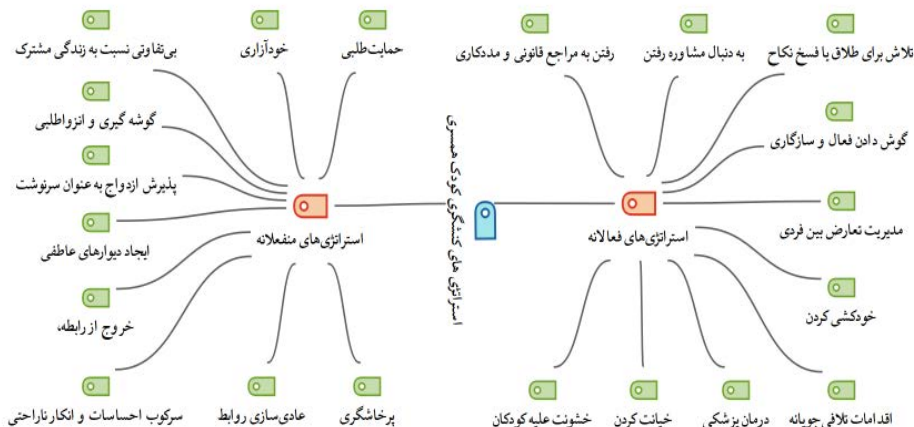 تلاش برای طلاق یا فسخ نکاح
به دنبال مشاوره رفتن
رفتن به مراجع قانونی و مددکاری
گوش دادن فعال و سازگاری
مدیریت تعارض بین فردی
خودکشی کردن
اقدامات تلافی جویانه
درمان پزشکی
خیانت کردن
خشونت علیه کودکان
استراتژی‌های فعالانه
استراتژی های کنشگری کودک همسری
استراتژی‌های منفعلانه
حمایت‌طلبی
خودآزاری
بی‌تفاوتی نسبت به زندگی مشترک
گوشه گیری و انزواطلبی
پذیرش ازدواج به عنوان سرنوشت
ایجاد دیوارهای عاطفی
خروج از رابطه،
سرکوب احساسات و انکار ناراحتی
عادی‌سازی روابط
پرخاشگری